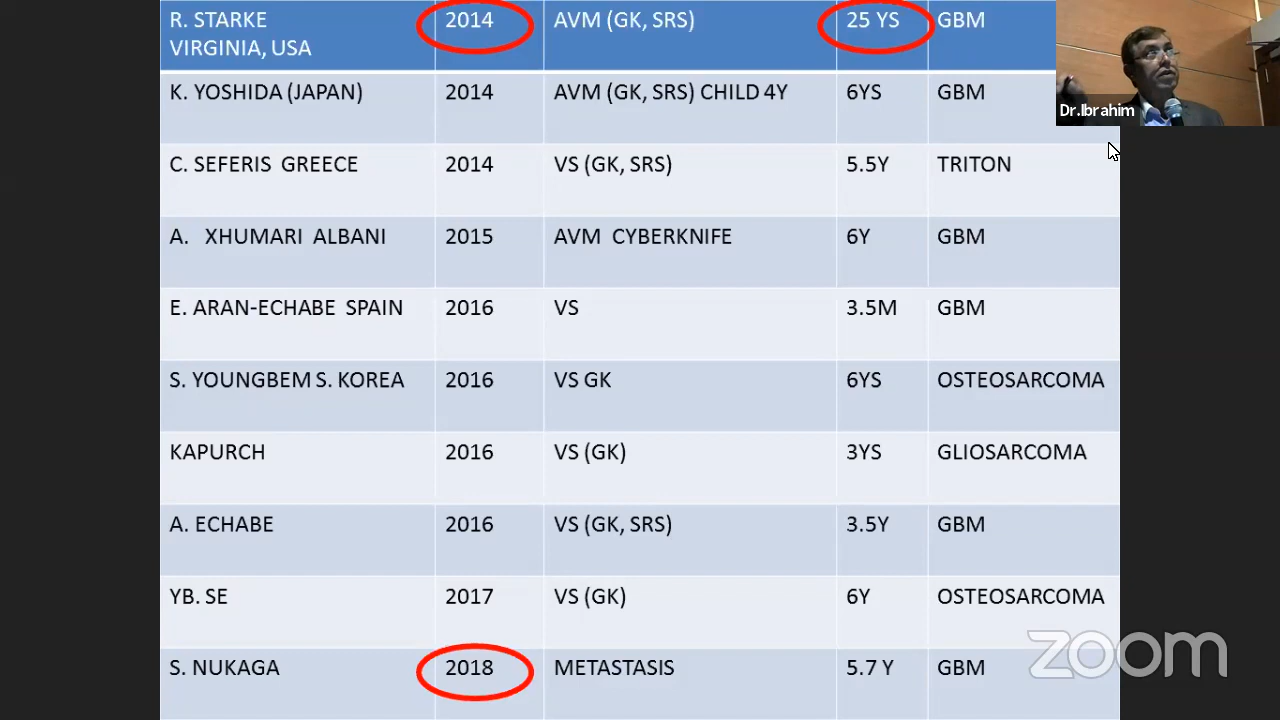 R. STARKE 2014 AVM (GK, SRS) 25 YS GBM
VIRGINIA, USA
K. YOSHIDA (JAPAN) 2014 AVM (GK, SRS) CHILD 4Y 6YS GBM
Dr.Ibrahim
C. SEFERIS GREECE 2014 VS (GK, SRS) 5.5Y TRITON
A. XHUMARI ALBANI 2015 AVM CYBERKNIFE 6Y GBM
E. ARAN-ECHABE SPAIN 2016 VS 3.5M GBM
S. YOUNGBEM S. KOREA 2016 VS GK 6YS OSTEOSARCOMA
KAPURCH 2016 VS (GK) 3YS GLIOSARCOMA
A. ECHABE 2016 VS (GK, SRS) 3.5Y GBM
YB. SE 2017 VS (GK) 6Y OSTEOSARCOMA
S. NUKAGA 2018 METASTASIS 5.7 Y GBM
zoom